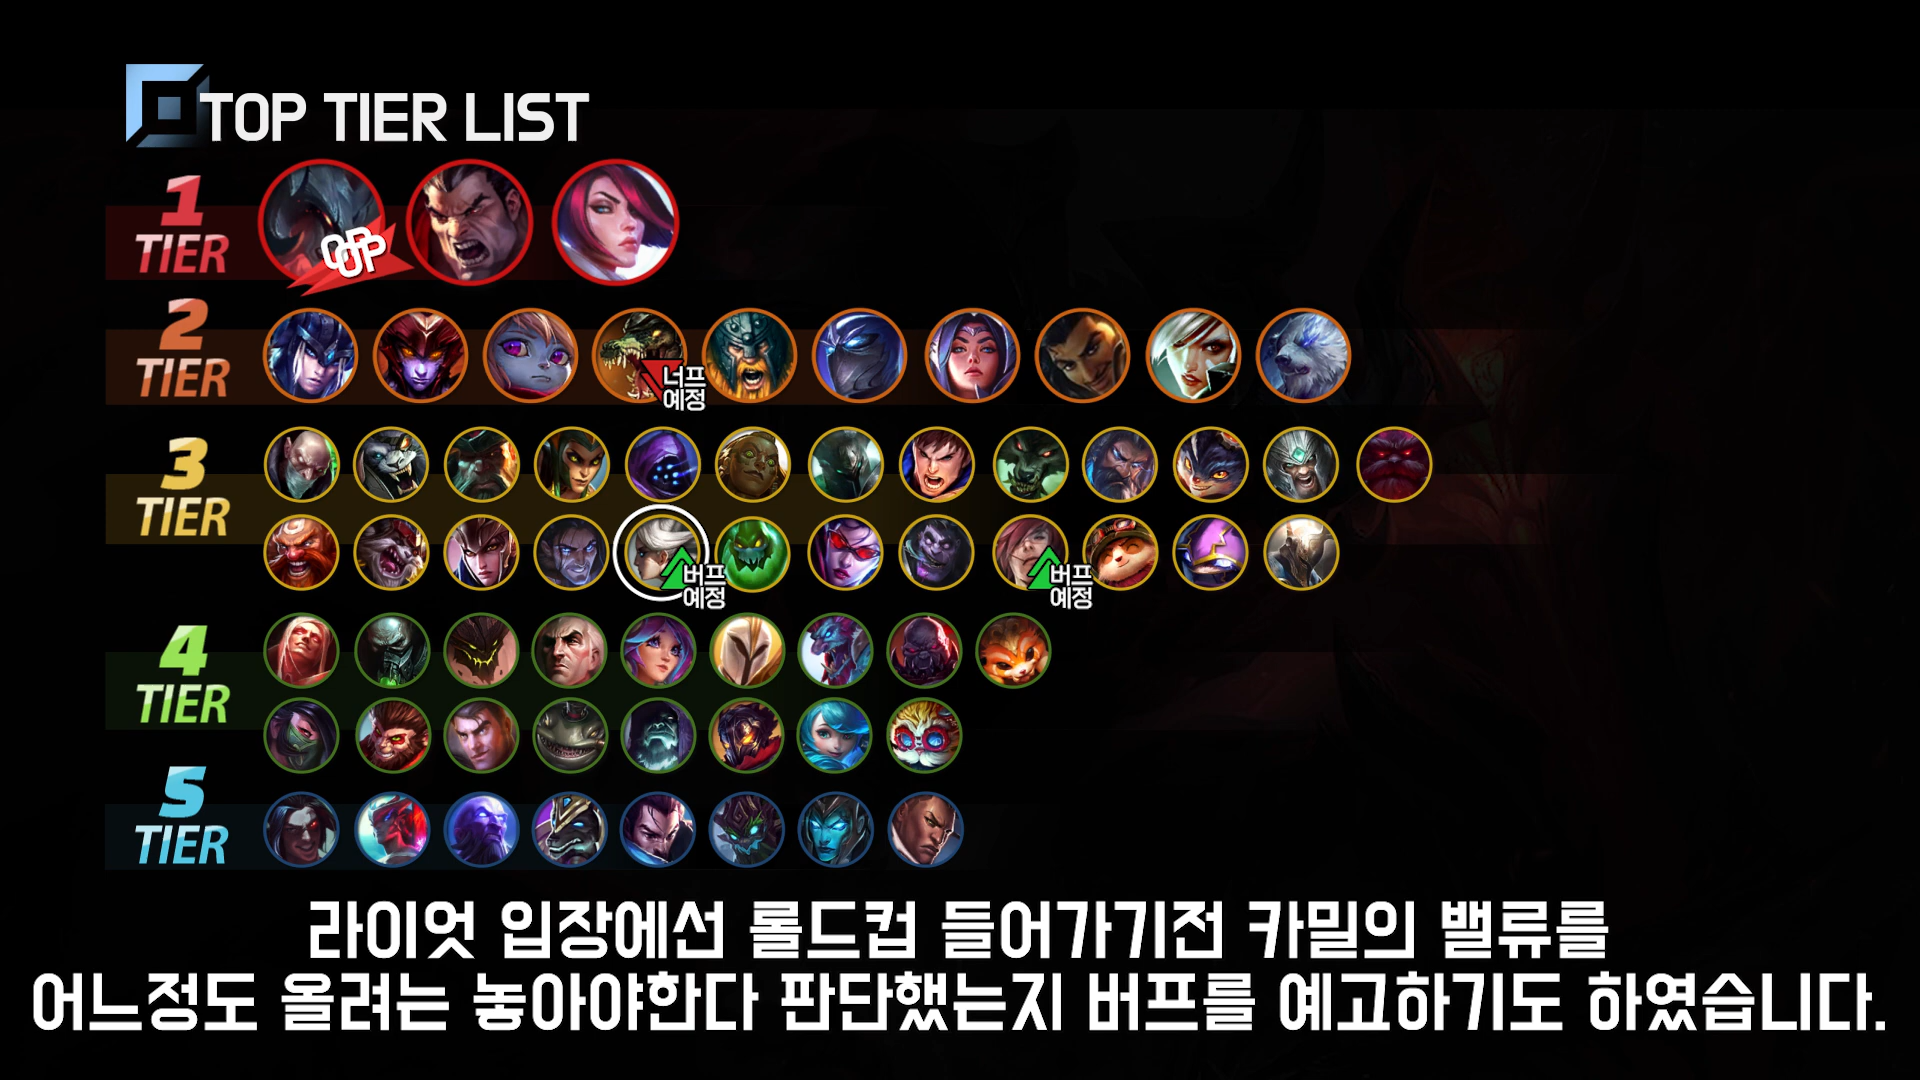 TOP TIER LIST
1
TIER
OP
2
TIER
너프
예정
3
TIER
버프
예정
버프
예정
4
TIER
5
TIER
라이엇 입장에선 롤드컵 들어가기전 카밀의 밸류를
어느정도 올려는 놓아야한다 판단했는지 버프를 예고하기도 하였습니다.